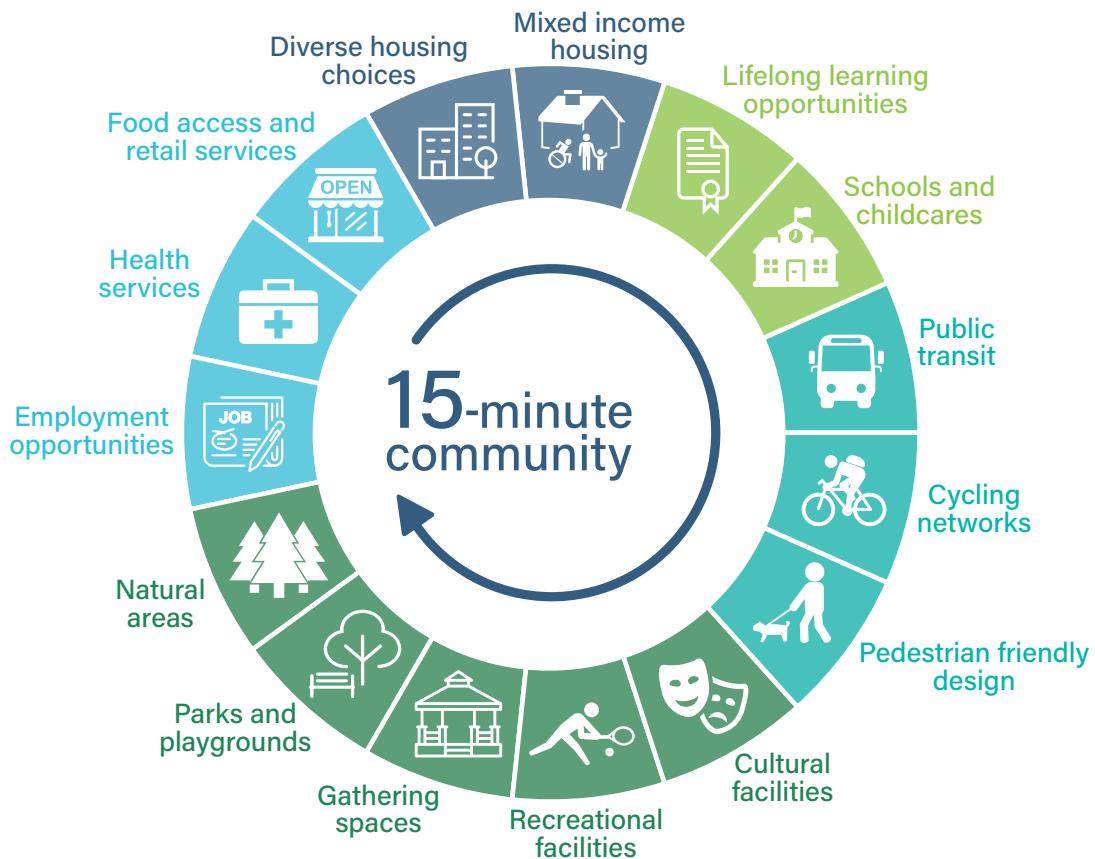 Mixed income
housing
Lifelong learning
opportunities
Schools and
childcares
Public
transit
Cycling
networks
Pedestrian friendly
design
Cultural
facilities
Recreational
facilities
Gathering
spaces
Parks and
playgrounds
Natural
areas
Employment
opportunities
JOB
Health
services
Food access and
retail services
OPEN
Diverse housing
choices
15-minute
community